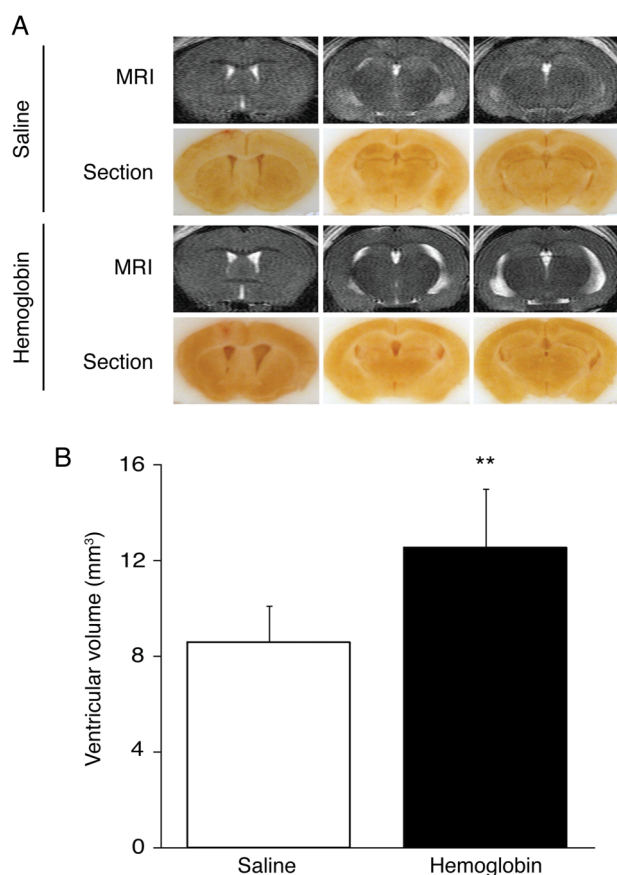 A
Saline
MRI
Section
Hemoglobin
MRI
Section
B
Ventricular volume (mm³)
16
12
8
4
0
**
Saline
Hemoglobin